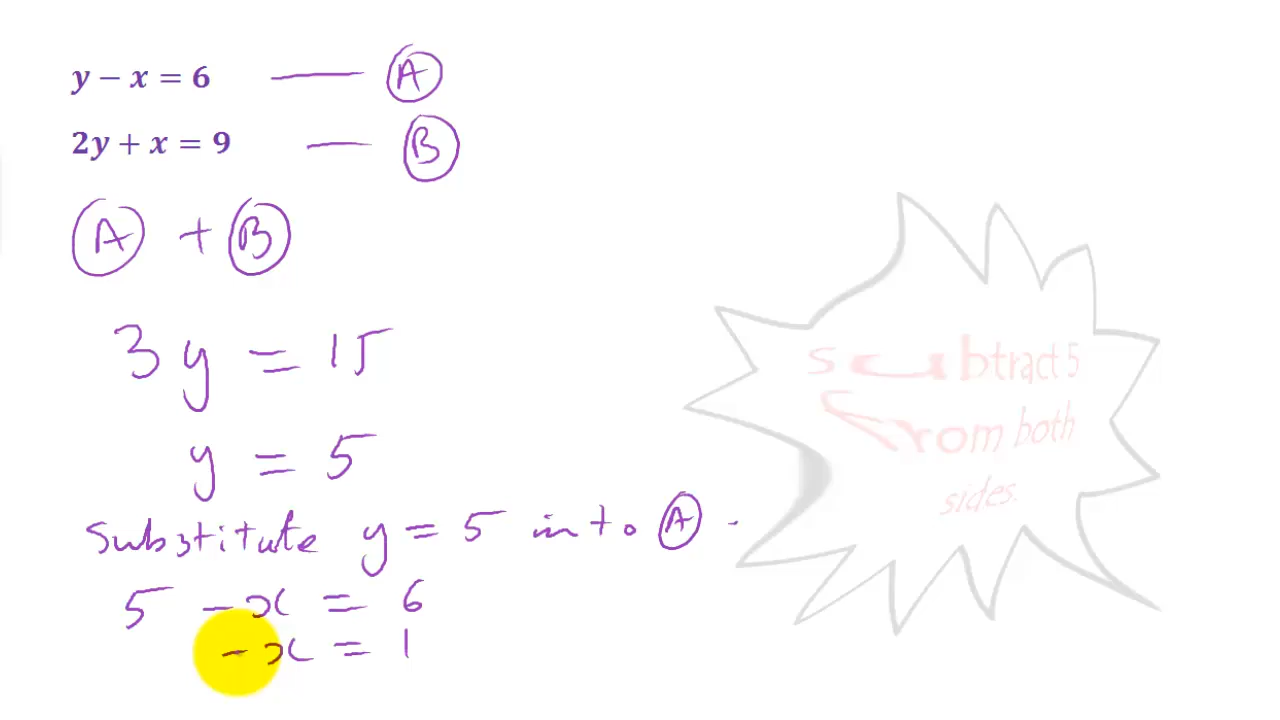 y − x = 6 — A
2y + x = 9 — B
A + B
3y = 15
y = 5
substitute y = 5 into A.
5 - x = 6
- x = 1
subtract 5
from both
sides.